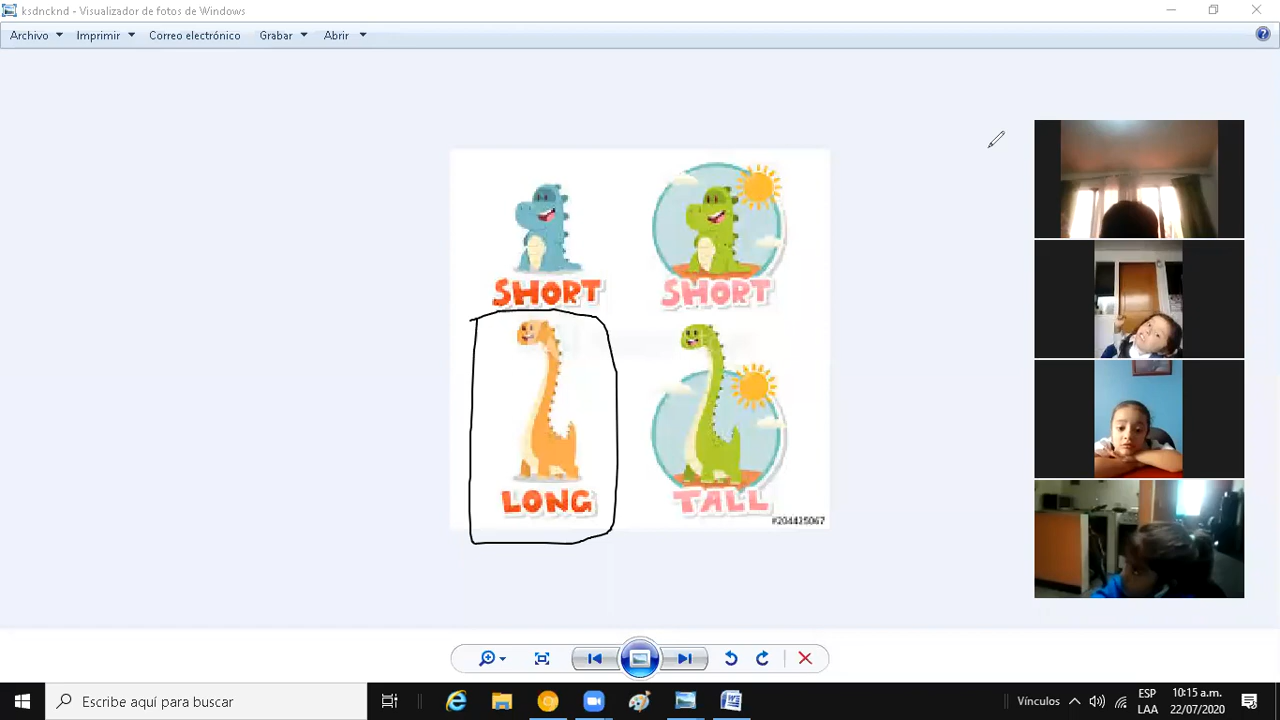 ksdncknd - Visualizador de fotos de Windows
Archivo Imprimir Correo electrónico Grabar Abrir
SHORT SHORT
LONG TALL
#204435067
Escribe aquí para buscar
Vínculos ESP 10:15 a.m.
LAA 22/07/2020